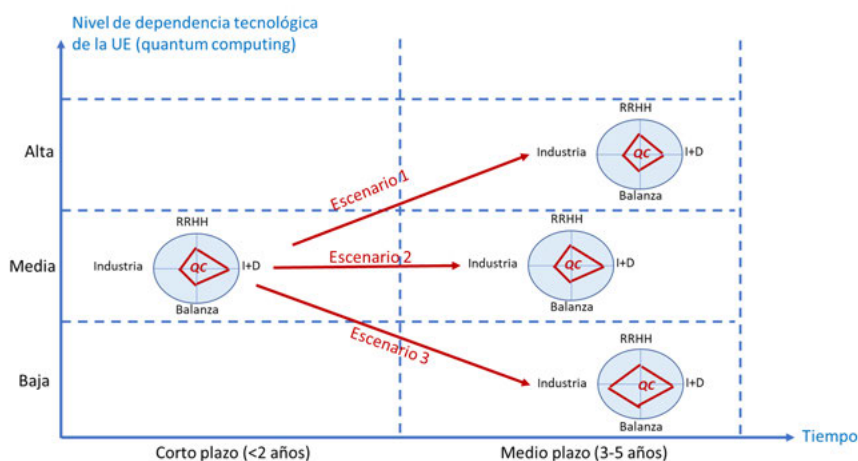 Nivel de dependencia tecnológica
de la UE (quantum computing)
Alta
RRHH
Industria
QC
I+D
Balanza
Escenario 1
Media
RRHH
Industria
QC
I+D
Balanza
Escenario 2
Industria
QC
I+D
Balanza
Escenario 3
Baja
RRHH
Industria
QC
I+D
Balanza
Tiempo
Corto plazo (<2 años)
Medio plazo (3-5 años)
RRHH